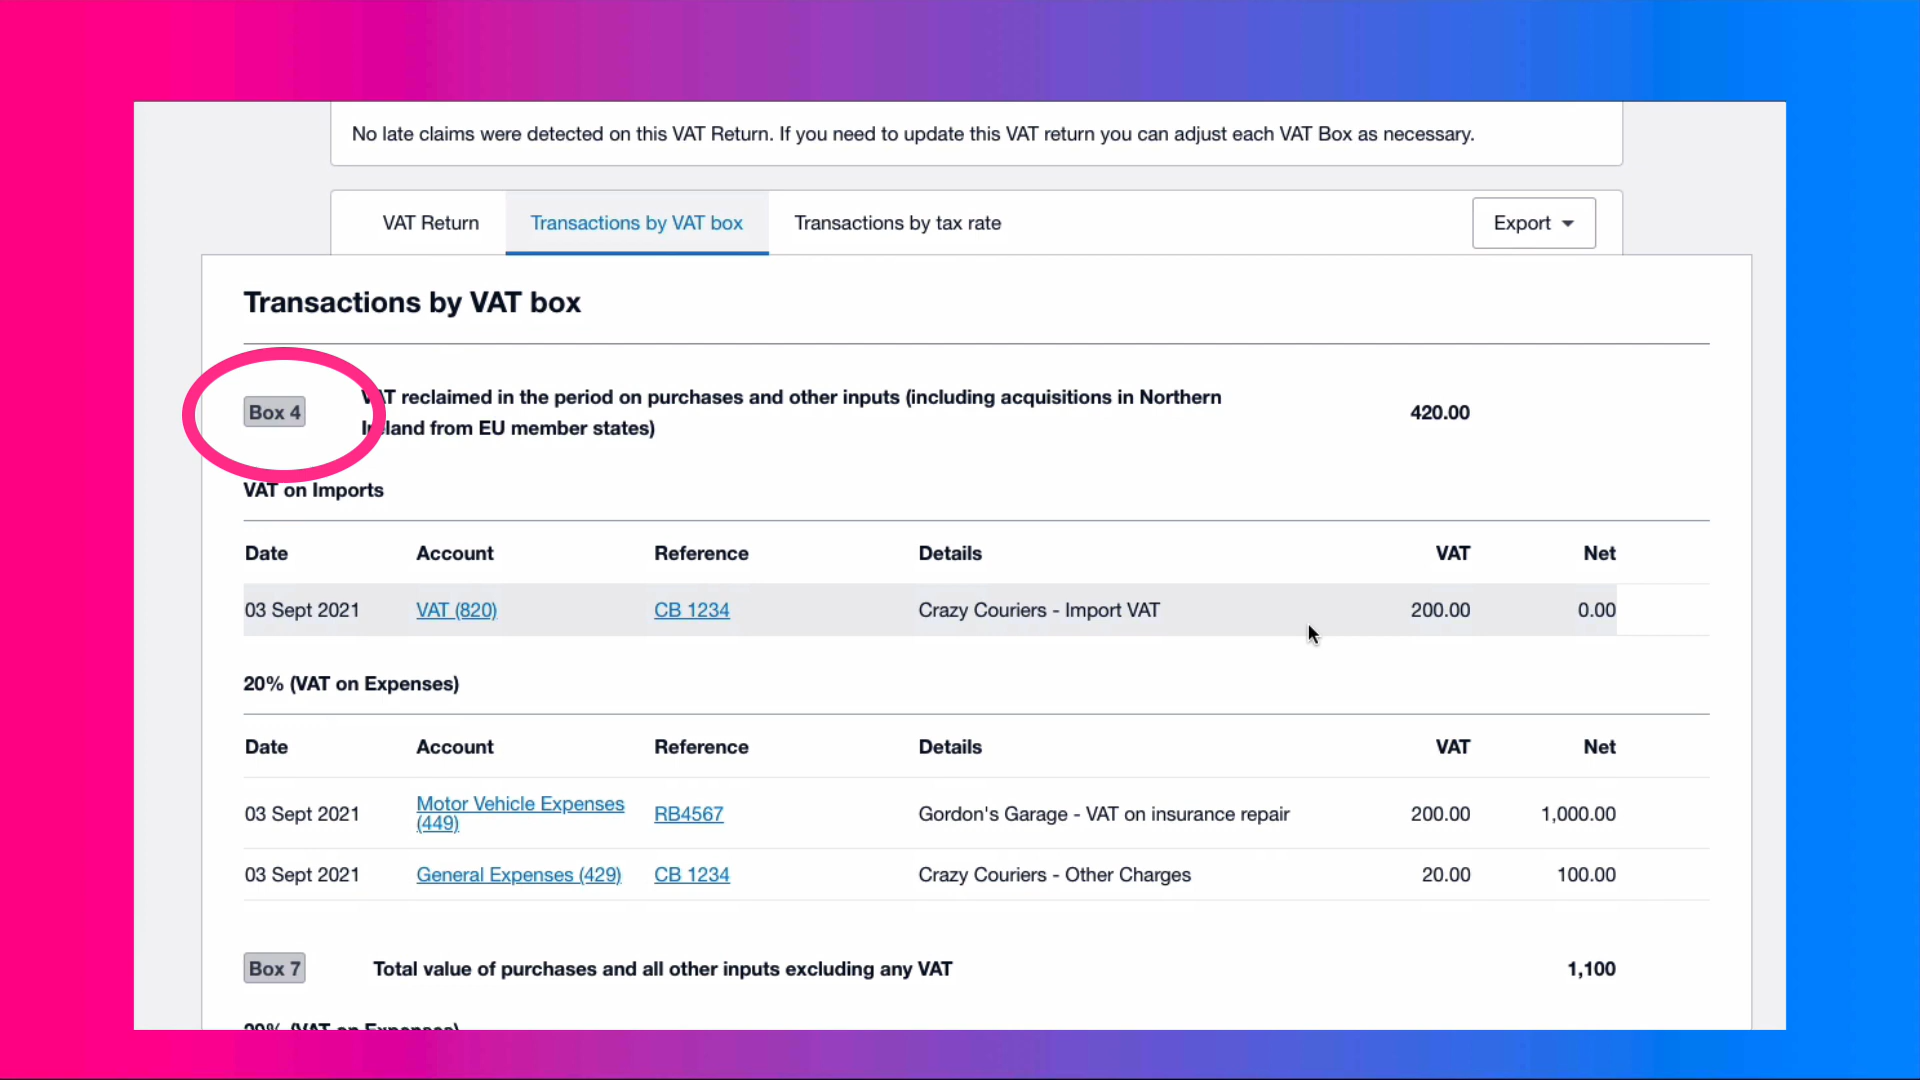 No late claims were detected on this VAT Return. If you need to update this VAT return you can adjust each VAT Box as necessary.
VAT Return Transactions by VAT box Transactions by tax rate Export
Transactions by VAT box
Box 4 VAT reclaimed in the period on purchases and other inputs (including acquisitions in Northern 420.00
Ireland from EU member states)
VAT on Imports
Date Account Reference Details VAT Net
03 Sept 2021 VAT (820) CB 1234 Crazy Couriers - Import VAT 200.00 0.00
20% (VAT on Expenses)
Date Account Reference Details VAT Net
03 Sept 2021 Motor Vehicle Expenses RB4567 Gordon's Garage - VAT on insurance repair 200.00 1,000.00
(449)
03 Sept 2021 General Expenses (429) CB 1234 Crazy Couriers - Other Charges 20.00 100.00
Box 7 Total value of purchases and all other inputs excluding any VAT 1,100
20% (VAT on Expenses)